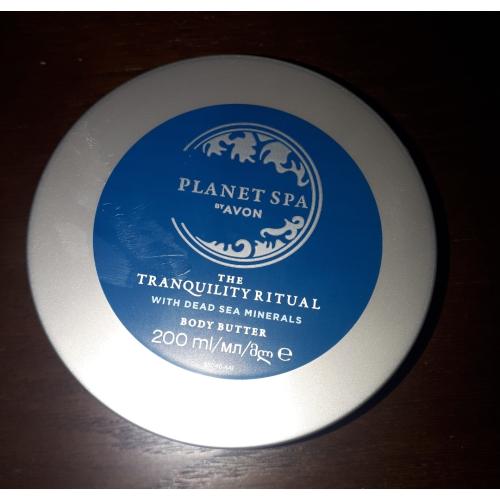 PLANET SPA
BY AVON
THE
TRANQUILITY RITUAL
WITH DEAD SEA MINERALS
BODY BUTTER
200 ml/мл/მლ e